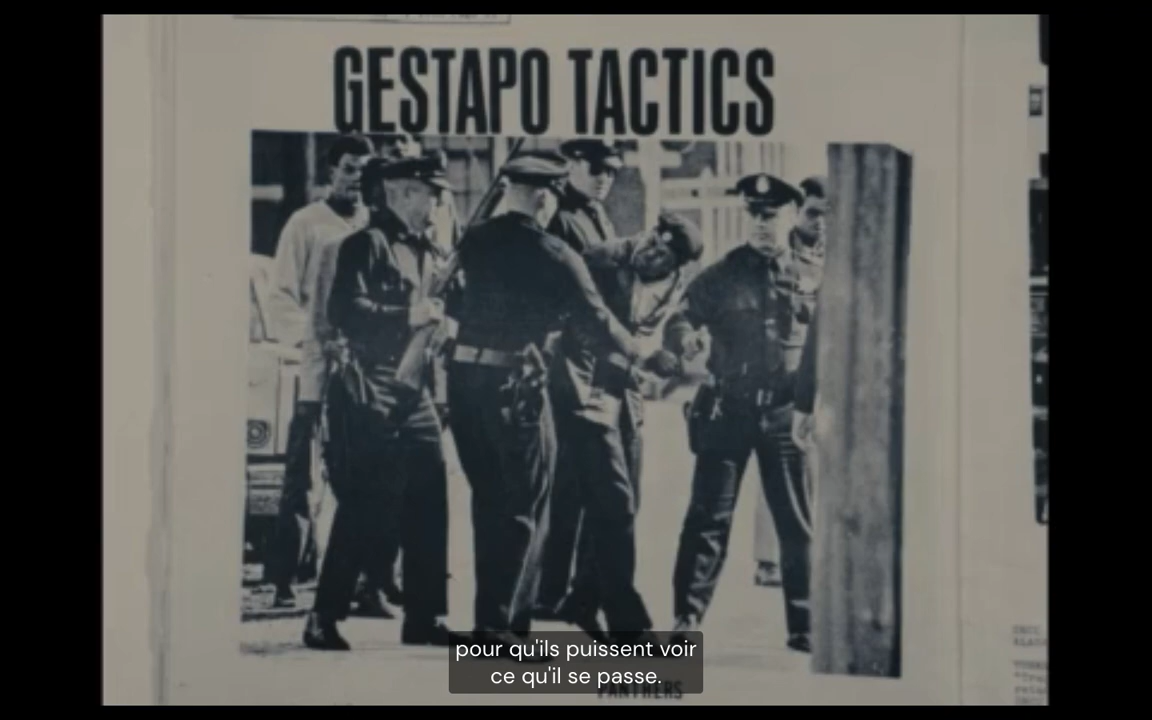 GESTAPO TACTICS
pour qu'ils puissent voir
ce qu'il se passe.
PANTHERS